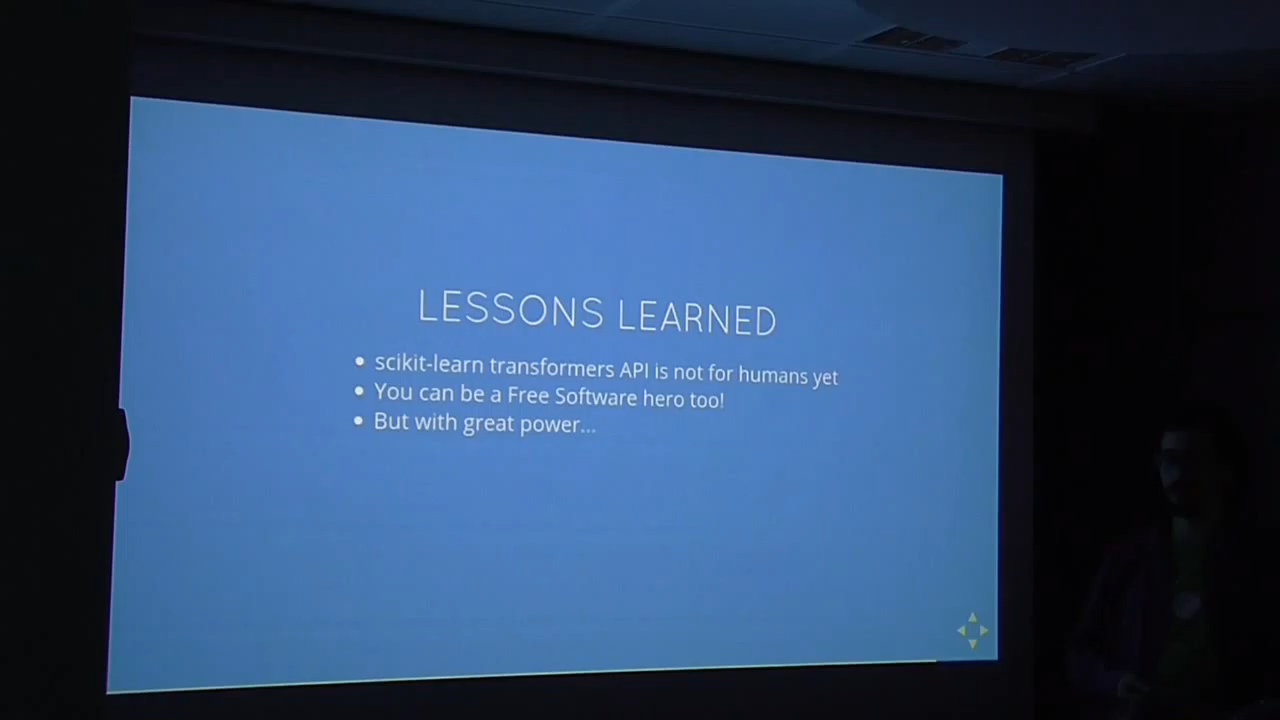 LESSONS LEARNED
scikit-learn transformers API is not for humans yet
You can be a Free Software hero too!
But with great power...